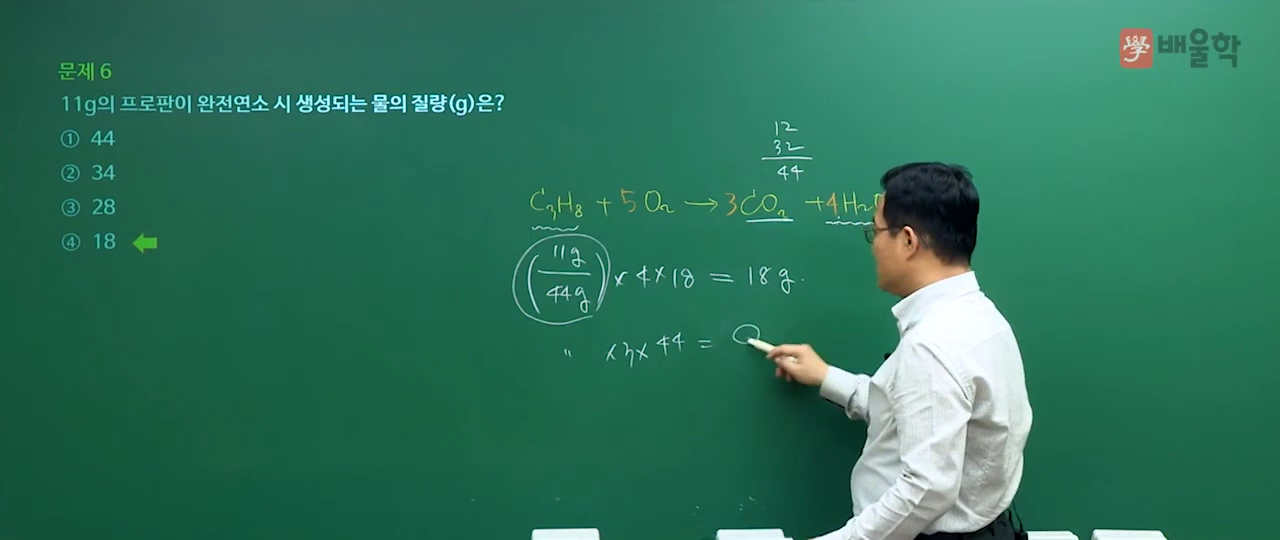 學 배울학
문제 6
11g의 프로판이 완전연소 시 생성되는 물의 질량(g)은?
① 44
② 34
③ 28
④ 18
12
32
44
C3H8 + 5O2 → 3CO2 + 4H2O
(11g/44g) × 4 × 18 = 18g.
" × 3 × 44 =